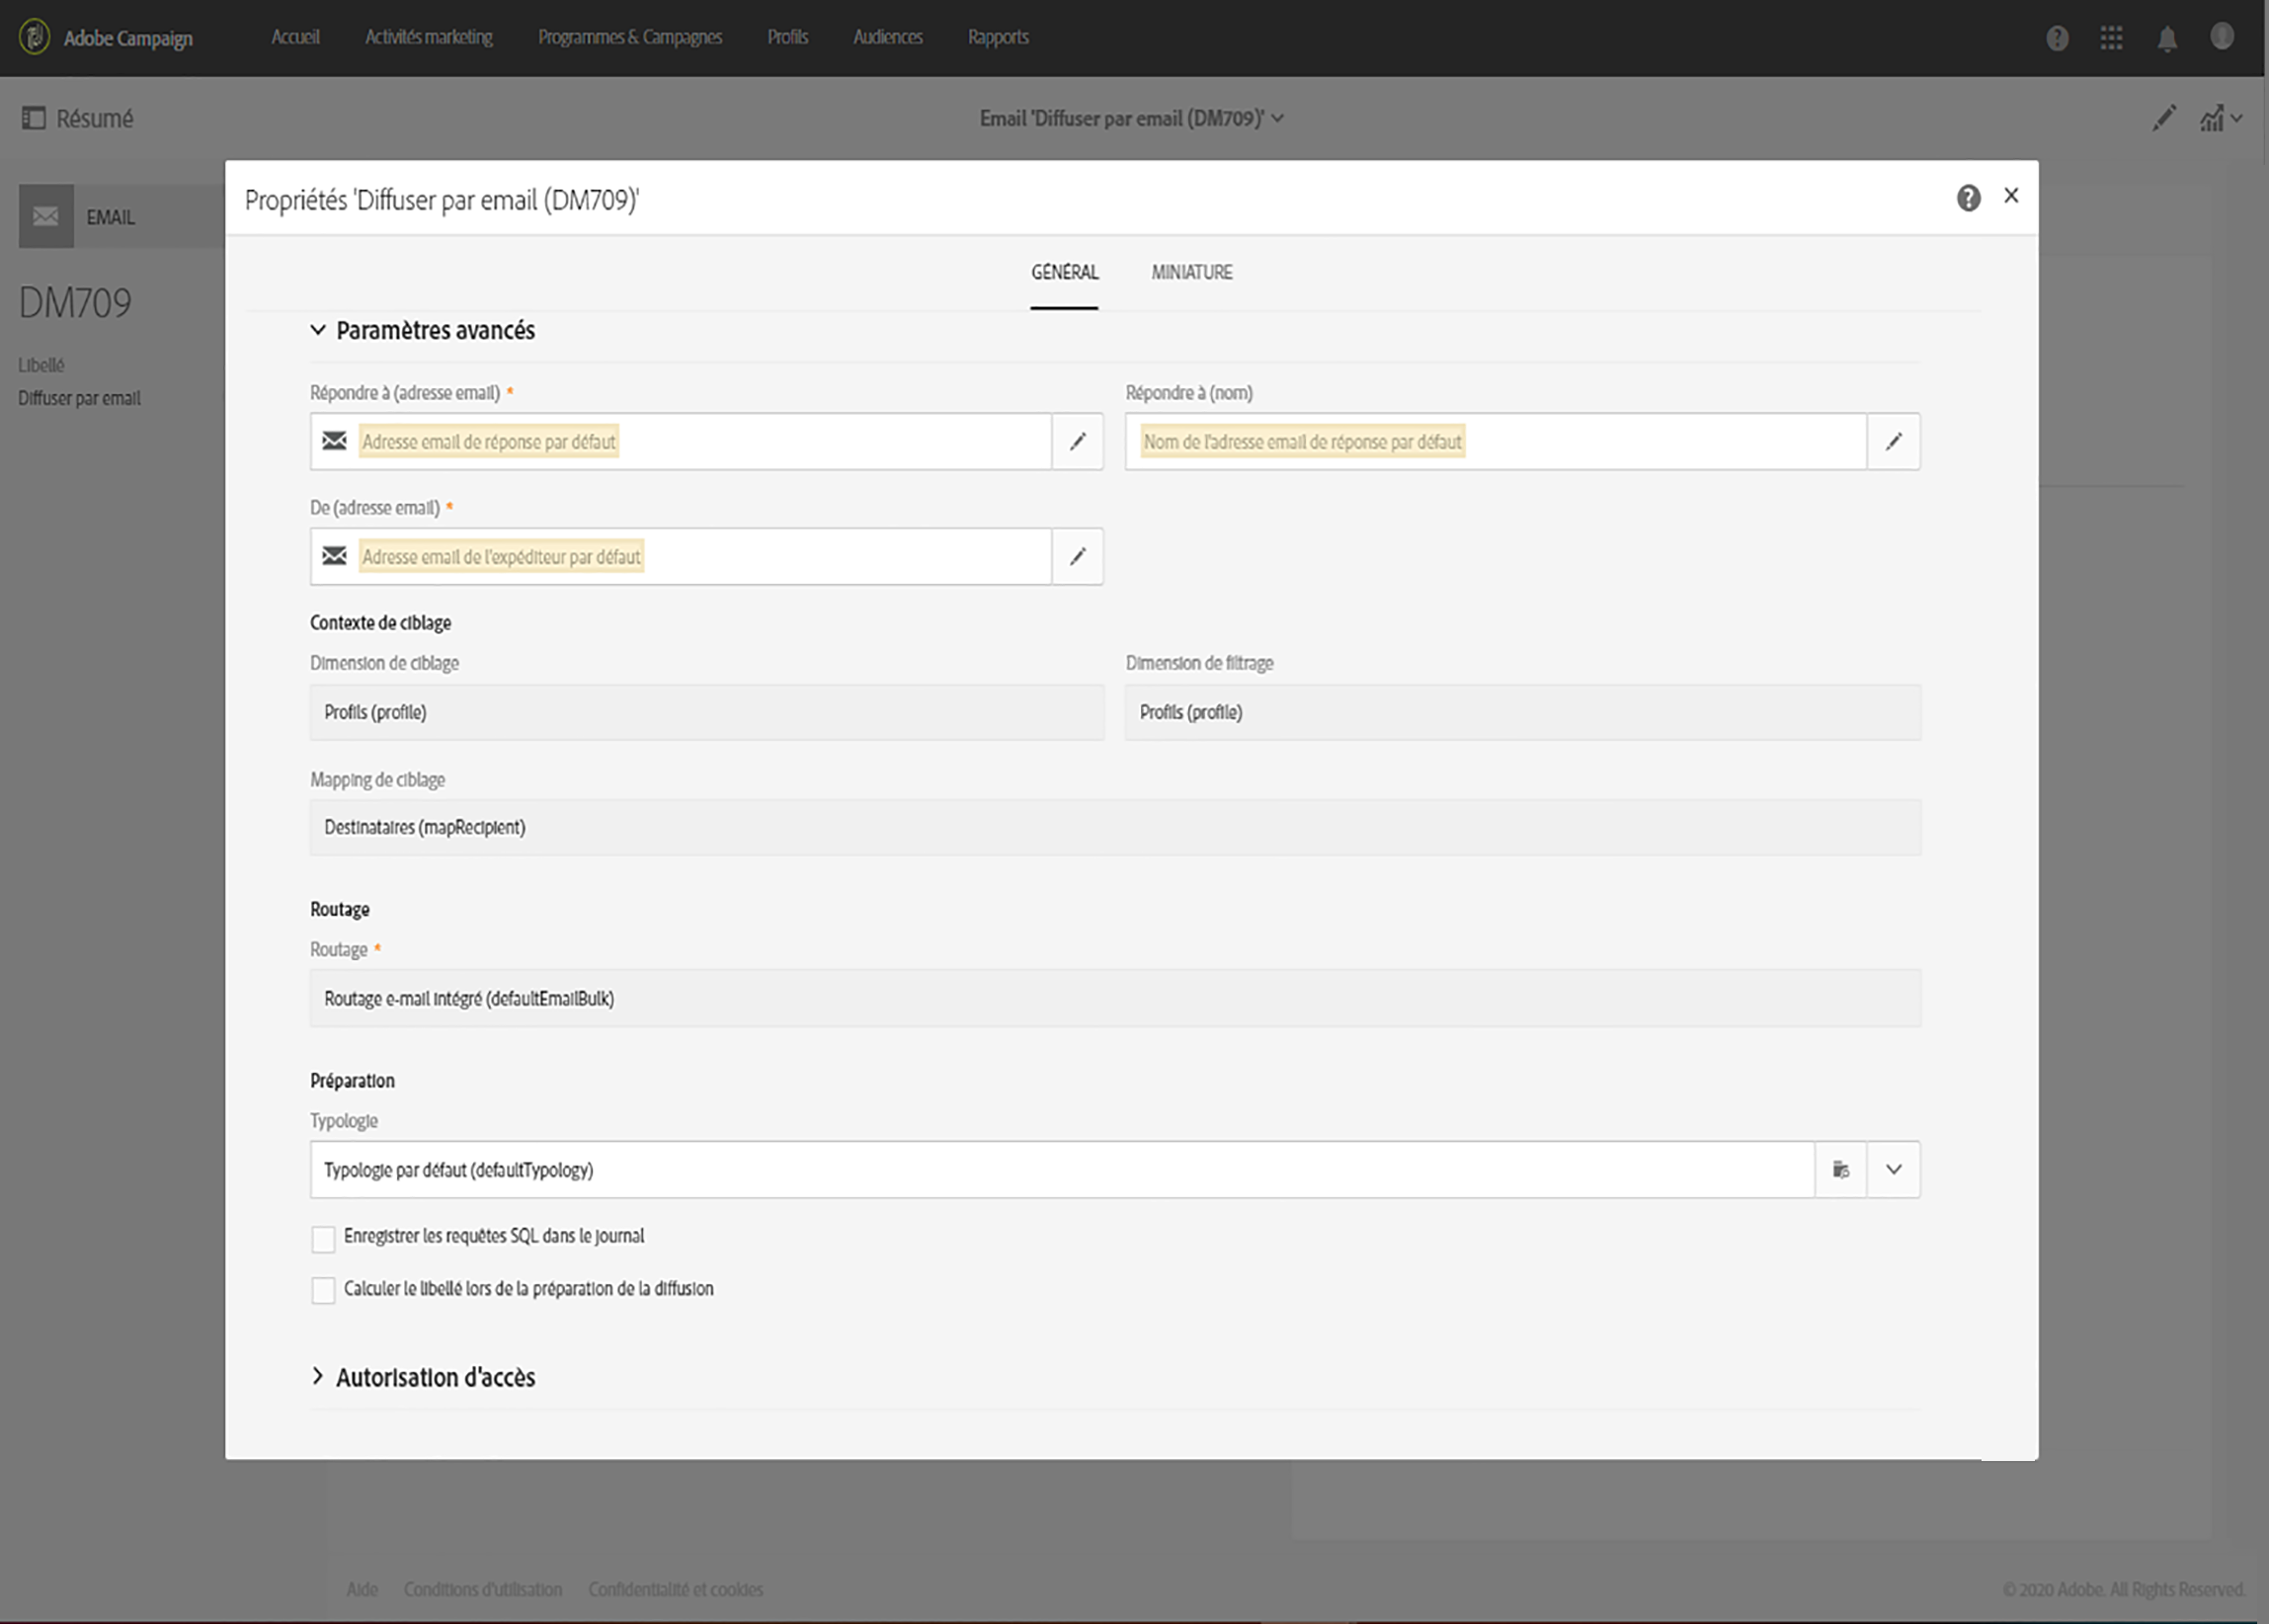 Adobe Campaign Accueil Activités marketing Programmes & Campagnes Profils Audiences Rapports
Résumé
Email 'Diffuser par email (DM709)'
Propriétés 'Diffuser par email (DM709)'
EMAIL
GÉNÉRAL MINIATURE
DM709
Paramètres avancés
Libellé
Diffuser par email
Répondre à (adresse email) * Répondre à (nom)
Adresse email de réponse par défaut Nom de l'adresse email de réponse par défaut
De (adresse email) *
Adresse email de l'expéditeur par défaut
Contexte de ciblage
Dimension de ciblage Dimension de filtrage
Profils (profile) Profils (profile)
Mapping de ciblage
Destinataires (mapRecipient)
Routage
Routage *
Routage e-mail intégré (defaultEmailBulk)
Préparation
Typologie
Typologie par défaut (defaultTypology)
Enregistrer les requêtes SQL dans le journal
Calculer le libellé lors de la préparation de la diffusion
Autorisation d'accès
Aide Conditions d'utilisation Confidentialité et cookies © 2020 Adobe. All Rights Reserved.